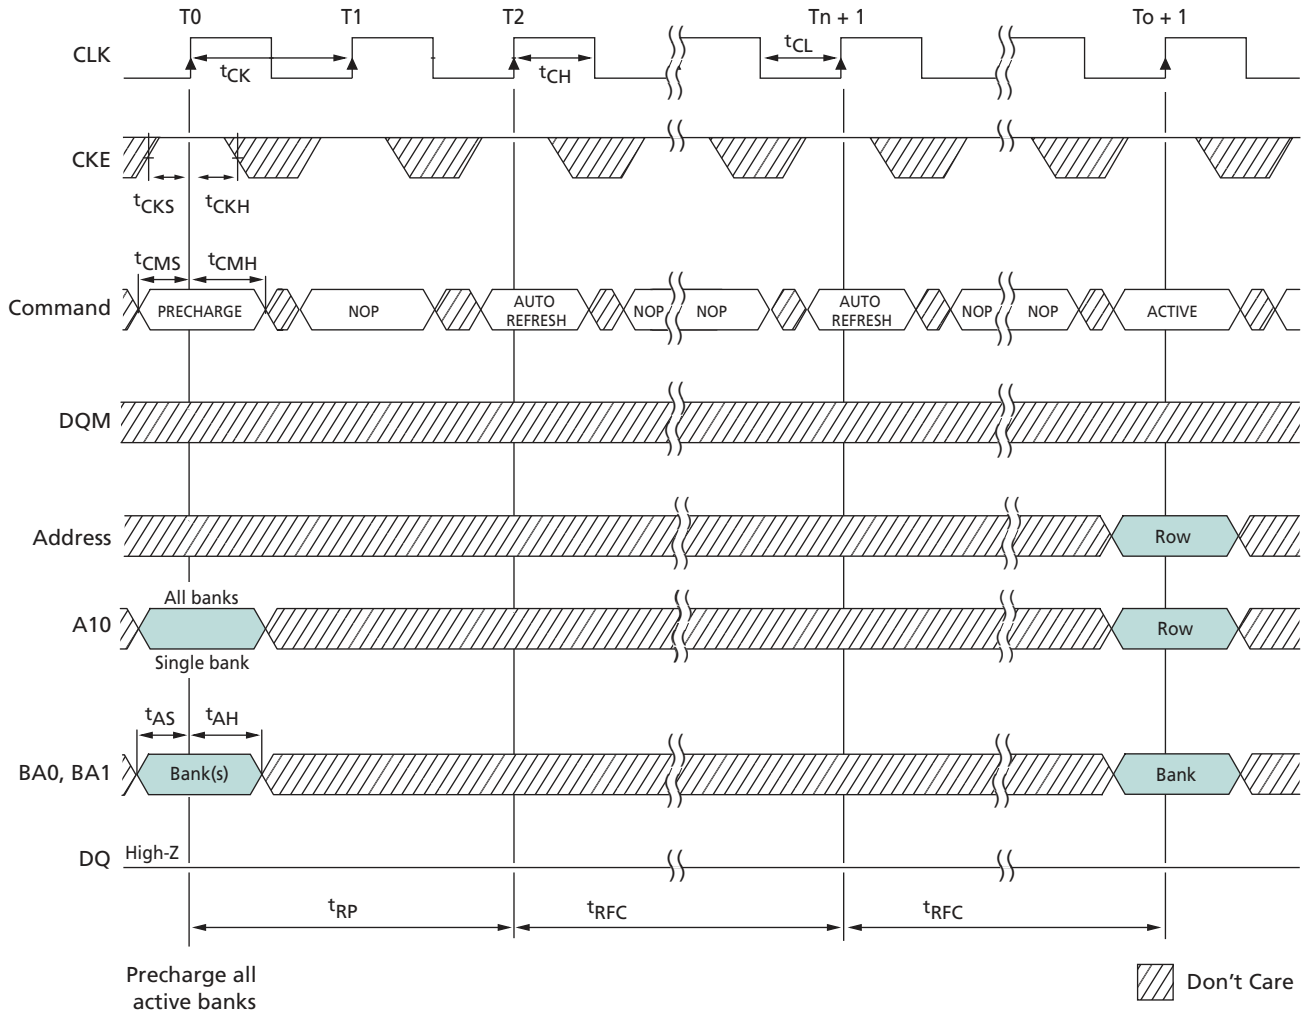 T0 T1 T2 Tn + 1 To + 1
CLK
tCK tCH tCL
CKE
tCKS tCKH
tCMS tCMH
Command PRECHARGE NOP AUTO REFRESH NOP NOP AUTO REFRESH NOP NOP ACTIVE
DQM
Address Row
All banks
A10 Row
Single bank
tAS tAH
BA0, BA1 Bank(s) Bank
DQ High-Z
tRP tRFC tRFC
Precharge all
active banks
Don't Care